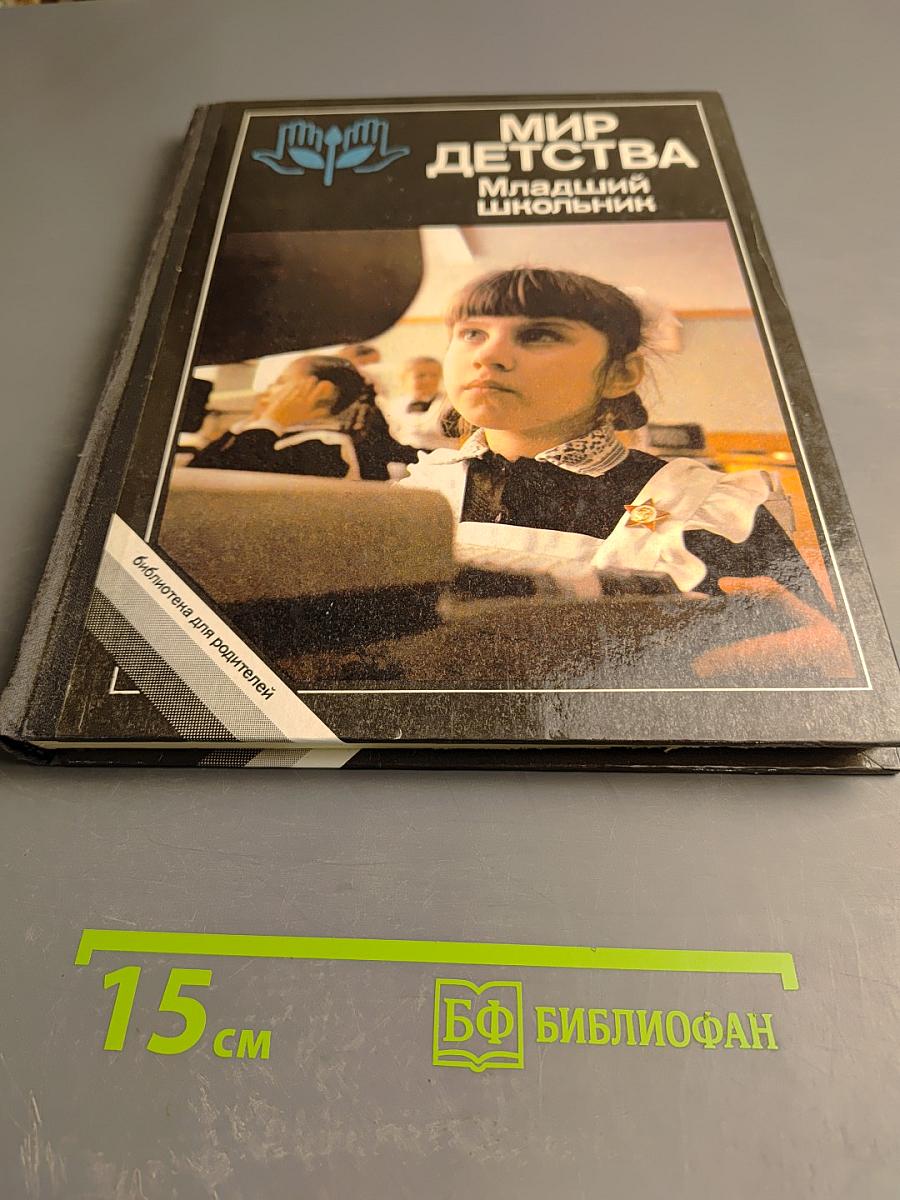 МИР
ДЕТСТВА
Младший
школьник
библиотека для родителей
15 см
БФ БИБЛИОФАН